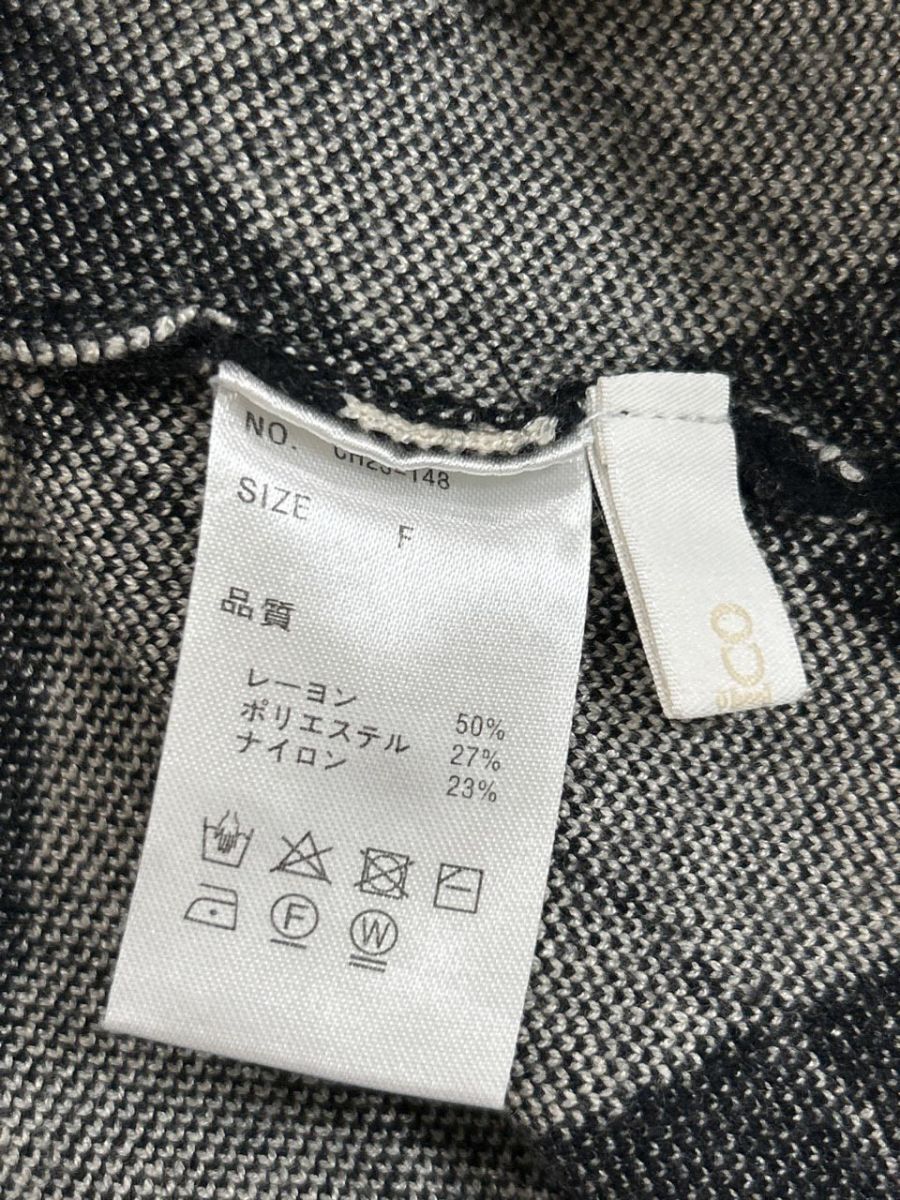 NO.
SIZE F
品質
レーヨン 50%
ポリエステル 27%
ナイロン 23%
F
W